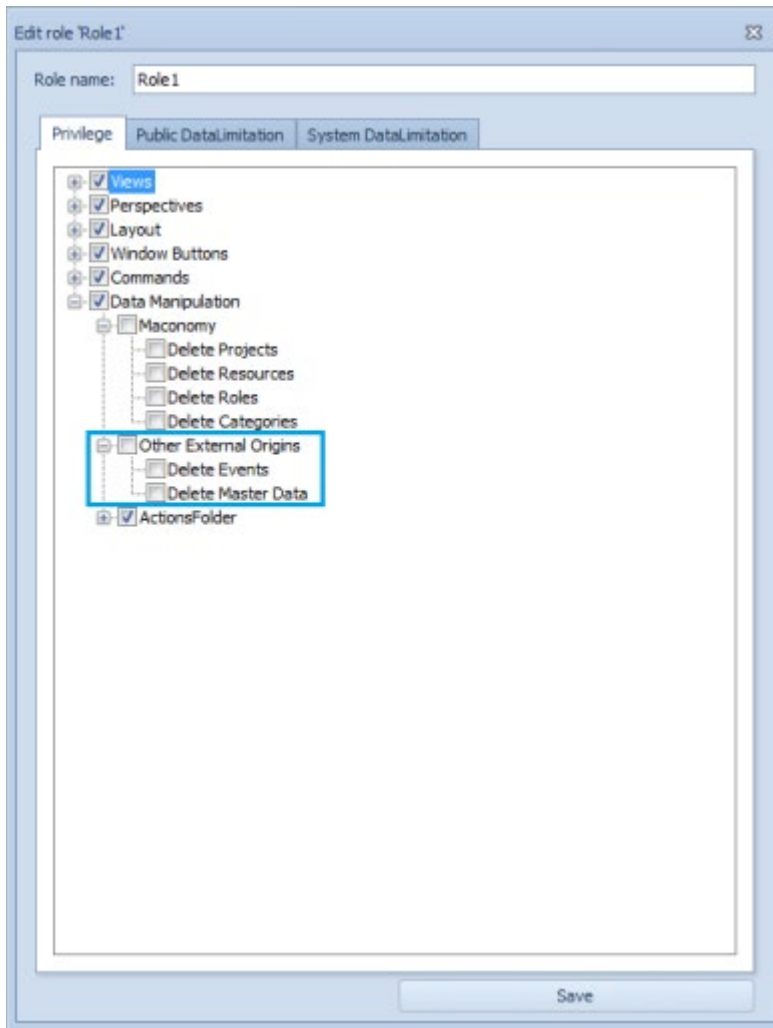 Edit role 'Role1'
Role name: Role1
Privilege Public DataLimitation System DataLimitation
Views
Perspectives
Layout
Window Buttons
Commands
Data Manipulation
Maconomy
Delete Projects
Delete Resources
Delete Roles
Delete Categories
Other External Origins
Delete Events
Delete Master Data
ActionsFolder
Save